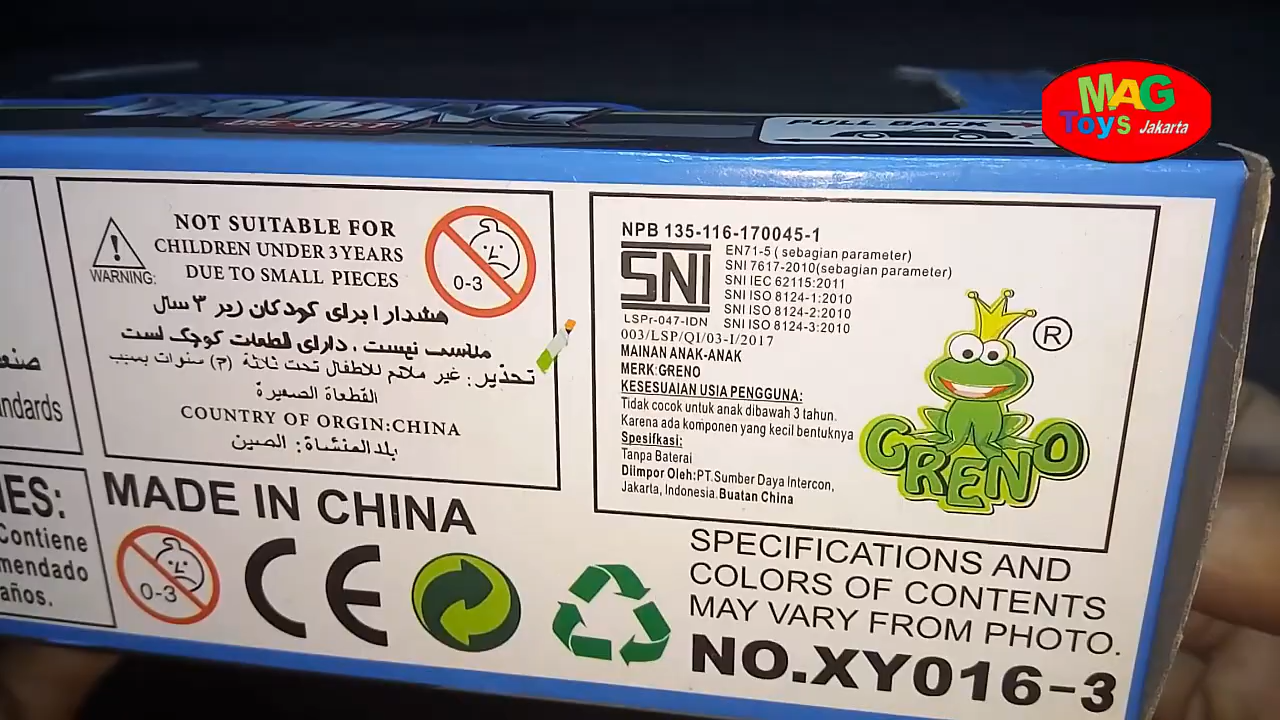 PULL BACK
MAG
Toys Jakarta
صنع
ndards
NOT SUITABLE FOR
CHILDREN UNDER 3 YEARS
DUE TO SMALL PIECES
WARNING:
0-3
هشدار ! برای کودکان زیر ۳ سال
مناسب نیست ، دارای قطعات کوچک است
تحذير: غير ملائم للاطفال تحت ثلاثة (٣) سنوات بسبب
القطعاة الصغيرة
COUNTRY OF ORGIN:CHINA
بلد المنشاة: الصين
NPB 135-116-170045-1
SNI
LSPr-047-IDN
EN71-5 ( sebagian parameter)
SNI 7617-2010(sebagian parameter)
SNI IEC 62115:2011
SNI ISO 8124-1:2010
SNI ISO 8124-2:2010
SNI ISO 8124-3:2010
003/LSP/QI/03-I/2017
MAINAN ANAK-ANAK
MERK:GRENO
KESESUAIAN USIA PENGGUNA:
Tidak cocok untuk anak dibawah 3 tahun.
Karena ada komponen yang kecil bentuknya
Spesifkasi:
Tanpa Baterai
Diimpor Oleh:PT.Sumber Daya Intercon,
Jakarta, Indonesia.Buatan China
®
GRENO
IES:
Contiene
mendado
años.
MADE IN CHINA
0-3
CE
SPECIFICATIONS AND
COLORS OF CONTENTS
MAY VARY FROM PHOTO.
NO.XY016-3